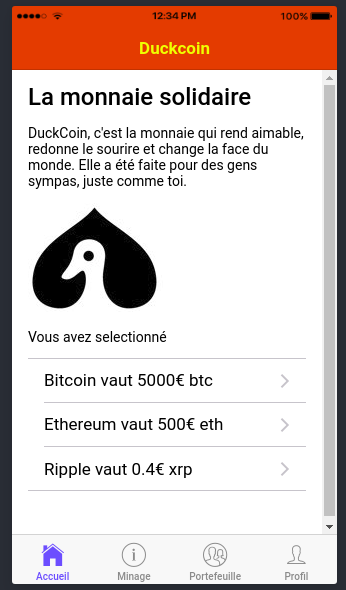 12:34 PM 100%
Duckcoin
La monnaie solidaire
DuckCoin, c'est la monnaie qui rend aimable,
redonne le sourire et change la face du
monde. Elle a été faite pour des gens
sympas, juste comme toi.
Vous avez selectionné
Bitcoin vaut 5000€ btc
Ethereum vaut 500€ eth
Ripple vaut 0.4€ xrp
Accueil Minage Portefeuille Profil